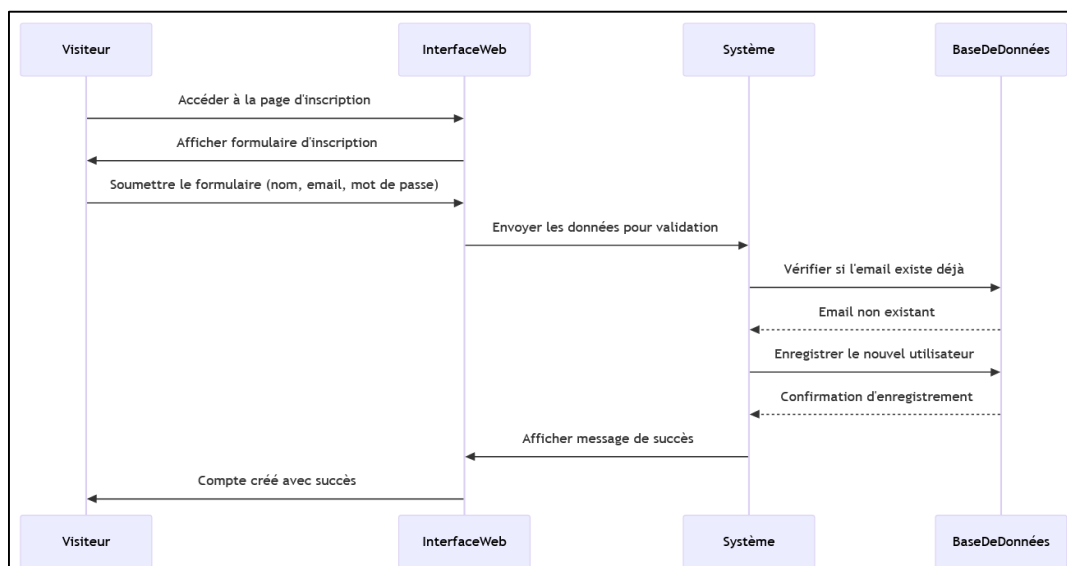 Visiteur
InterfaceWeb
Système
BaseDeDonnées
Accéder à la page d'inscription
Afficher formulaire d'inscription
Soumettre le formulaire (nom, email, mot de passe)
Envoyer les données pour validation
Vérifier si l'email existe déjà
Email non existant
Enregistrer le nouvel utilisateur
Confirmation d'enregistrement
Afficher message de succès
Compte créé avec succès
Visiteur
InterfaceWeb
Système
BaseDeDonnées